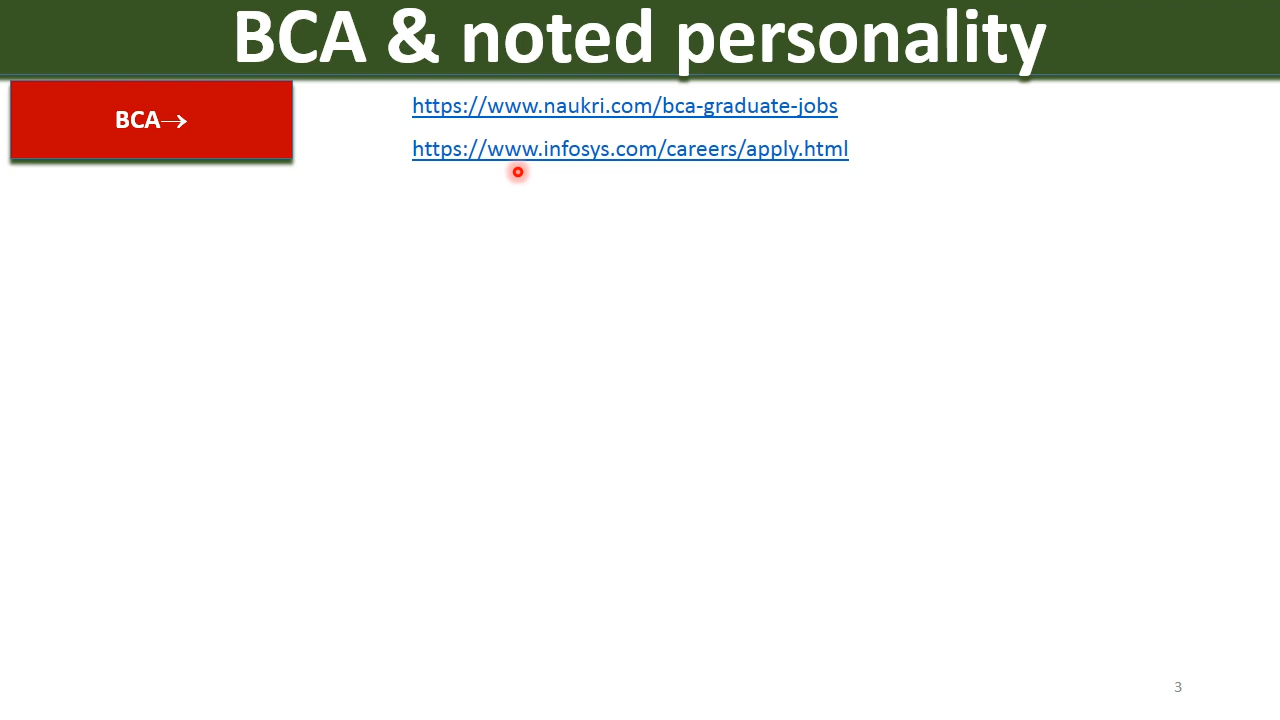 BCA & noted personality
BCA→
https://www.naukri.com/bca-graduate-jobs
https://www.infosys.com/careers/apply.html
3